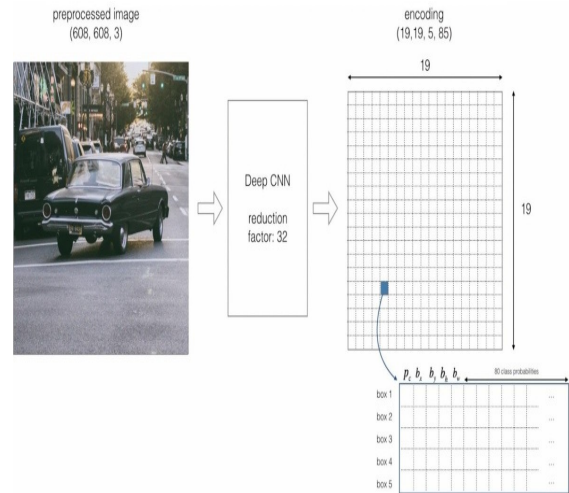 preprocessed image
(608, 608, 3)
encoding
(19,19, 5, 85)
19
Deep CNN
reduction
factor: 32
19
p_c b_x b_y b_h b_w
80 class probabilities
box 1 ...
box 2 ...
box 3 ...
box 4 ...
box 5 ...